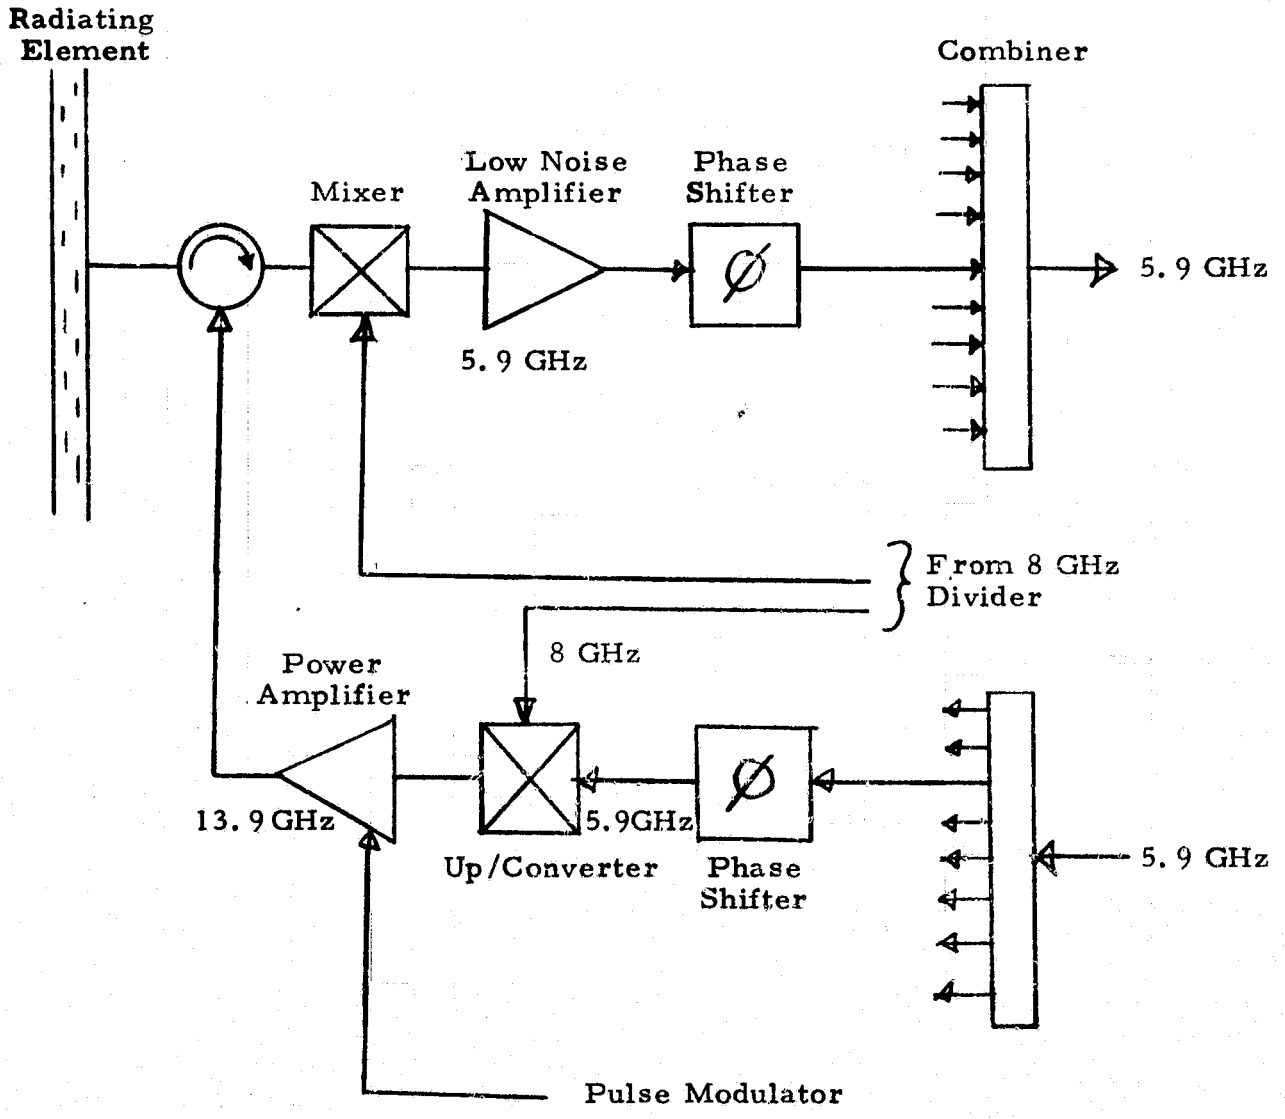 Radiating
Element
Combiner
Low Noise
Amplifier
Phase
Shifter
Mixer
Ø
5.9 GHz
5.9 GHz
From 8 GHz
Divider
8 GHz
Power
Amplifier
Ø
13.9 GHz
5.9GHz
Up/Converter
Phase
Shifter
5.9 GHz
Pulse Modulator